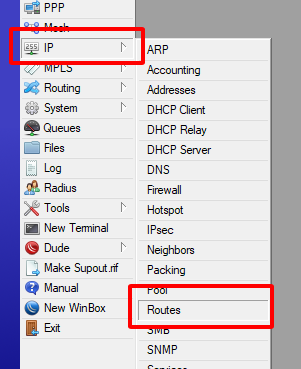 PPP
Mesh
IP
MPLS
Routing
System
Queues
Files
Log
Radius
Tools
New Terminal
Dude
Make Supout.rif
Manual
New WinBox
Exit
ARP
Accounting
Addresses
DHCP Client
DHCP Relay
DHCP Server
DNS
Firewall
Hotspot
IPsec
Neighbors
Packing
Pool
Routes
SMB
SNMP
Services